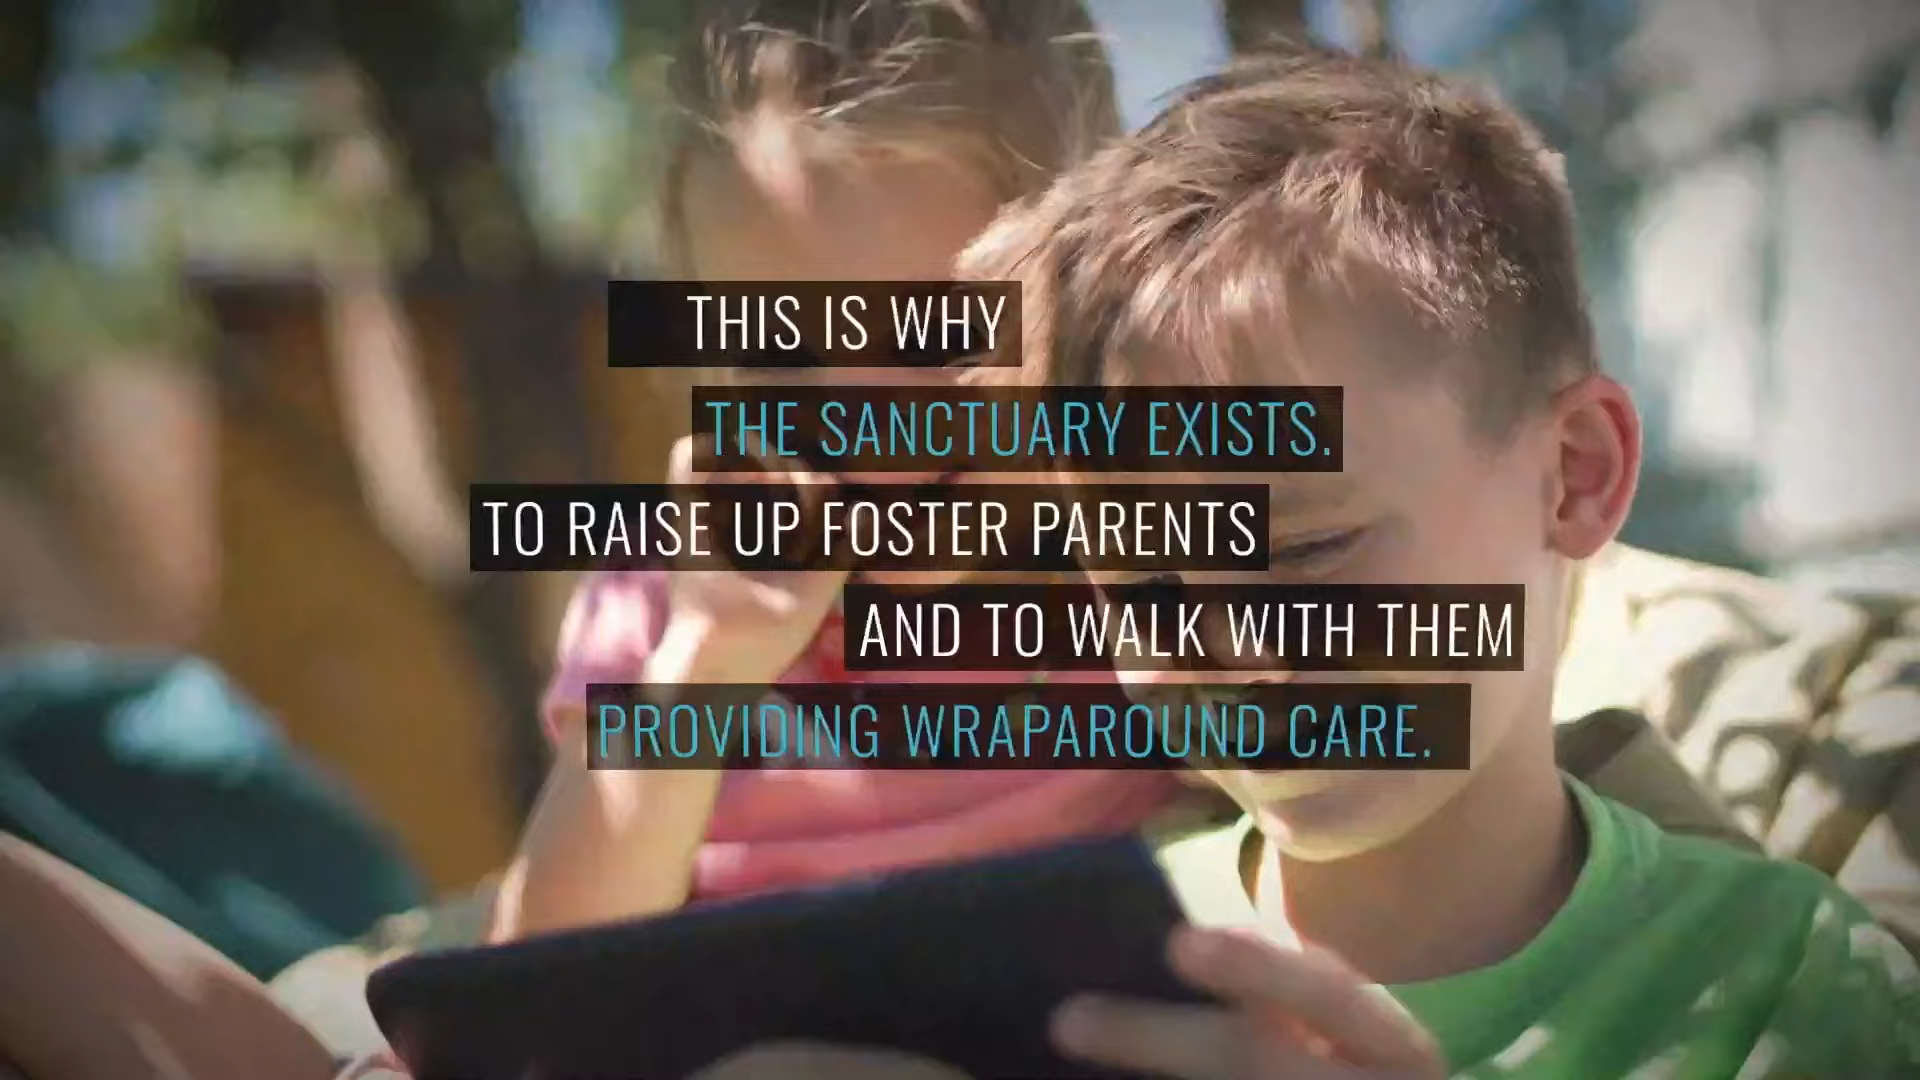 THIS IS WHY
THE SANCTUARY EXISTS.
TO RAISE UP FOSTER PARENTS
AND TO WALK WITH THEM
PROVIDING WRAPAROUND CARE.